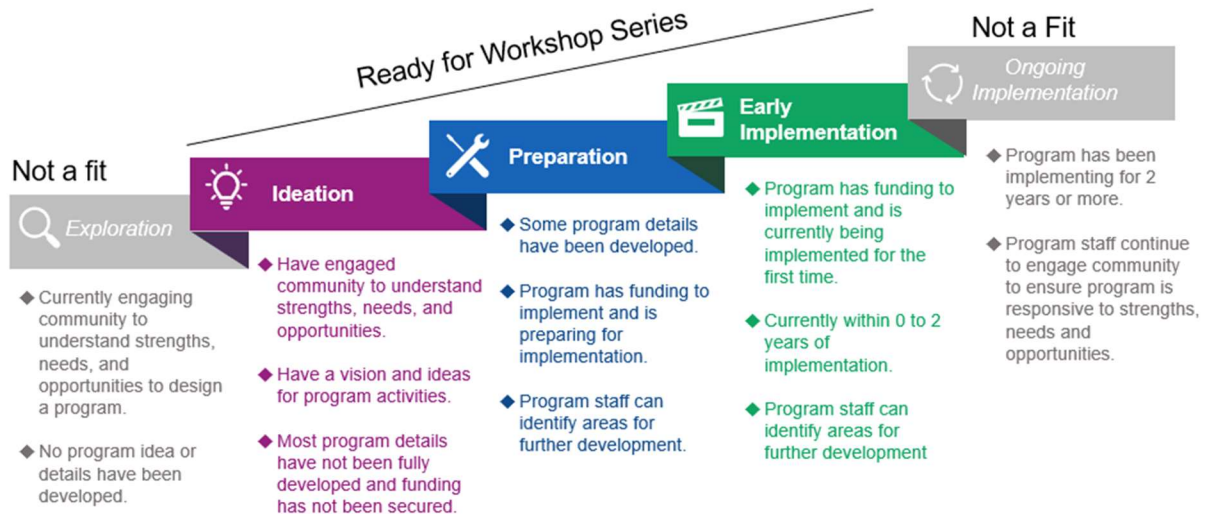 Ready for Workshop Series
Not a fit
Exploration
◆ Currently engaging
community to
understand strengths,
needs, and
opportunities to design
a program.
◆ No program idea or
details have been
developed.
Ideation
◆ Have engaged
community to understand
strengths, needs, and
opportunities.
◆ Have a vision and ideas
for program activities.
◆ Most program details
have not been fully
developed and funding
has not been secured.
Preparation
◆ Some program details
have been developed.
◆ Program has funding to
implement and is
preparing for
implementation.
◆ Program staff can
identify areas for
further development.
Early
Implementation
◆ Program has funding to
implement and is
currently being
implemented for the
first time.
◆ Currently within 0 to 2
years of
implementation.
◆ Program staff can
identify areas for
further development
Not a Fit
Ongoing
Implementation
◆ Program has been
implementing for 2
years or more.
◆ Program staff continue
to engage community
to ensure program is
responsive to strengths,
needs and
opportunities.